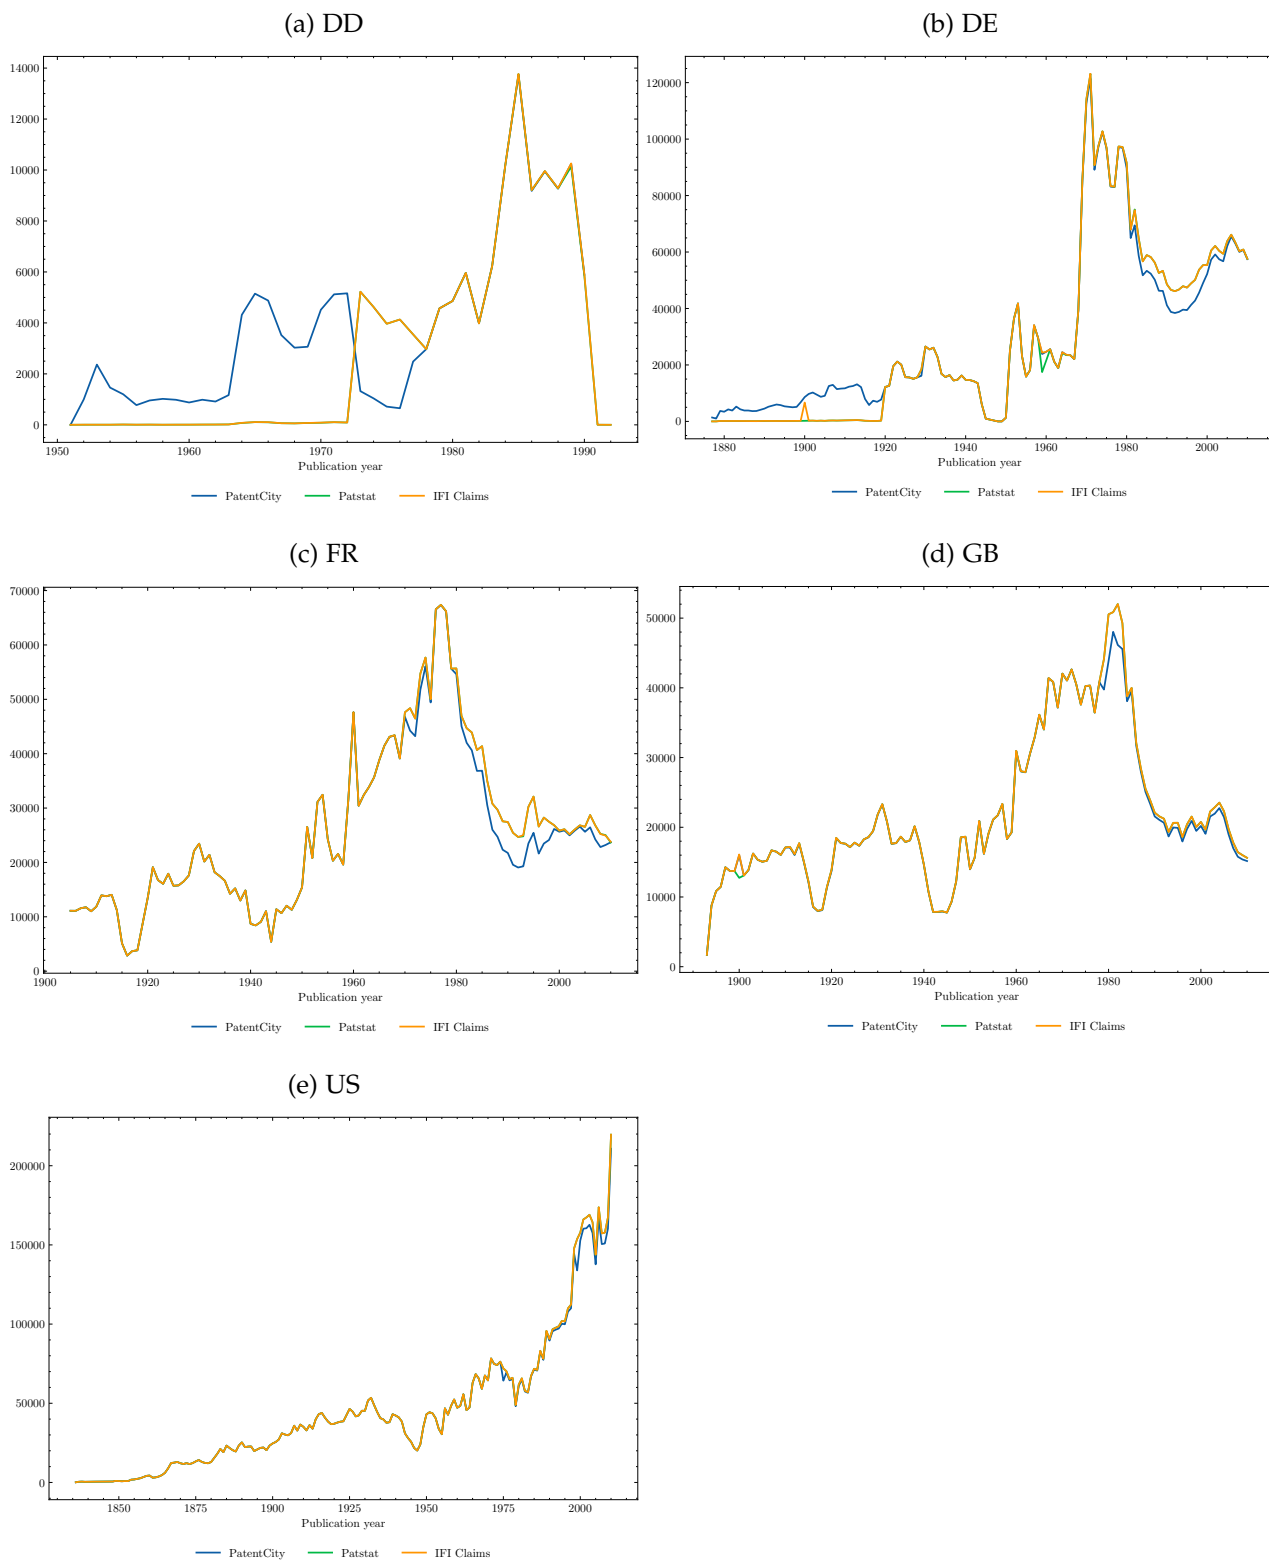 (a) DD
14000
12000
10000
8000
6000
4000
2000
0
1950 1960 1970 1980 1990
Publication year
PatentCity Patstat IFI Claims
(b) DE
120000
100000
80000
60000
40000
20000
0
1880 1900 1920 1940 1960 1980 2000
Publication year
PatentCity Patstat IFI Claims
(c) FR
70000
60000
50000
40000
30000
20000
10000
0
1900 1920 1940 1960 1980 2000
Publication year
PatentCity Patstat IFI Claims
(d) GB
50000
40000
30000
20000
10000
0
1900 1920 1940 1960 1980 2000
Publication year
PatentCity Patstat IFI Claims
(e) US
200000
150000
100000
50000
0
1850 1875 1900 1925 1950 1975 2000
Publication year
PatentCity Patstat IFI Claims